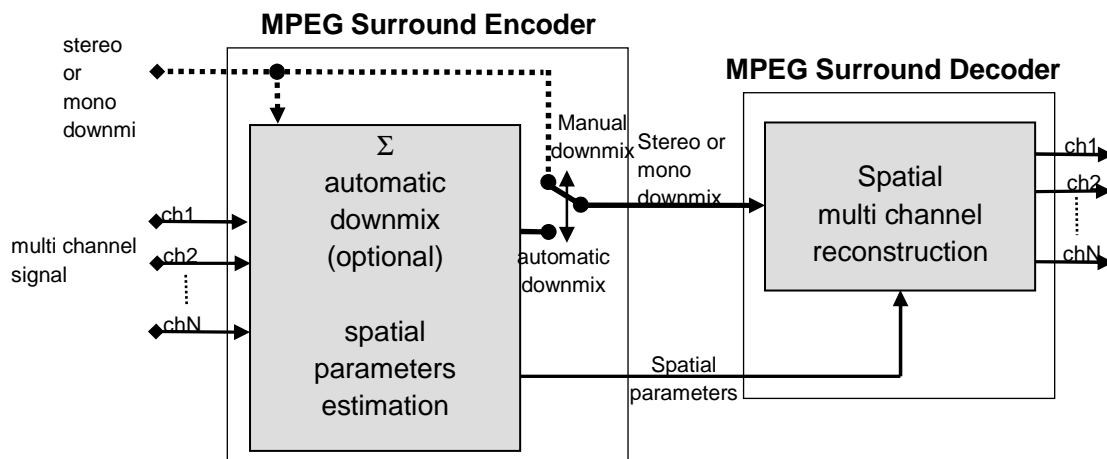 MPEG Surround Encoder
stereo
or
mono
downmi
MPEG Surround Decoder
Σ
automatic
downmix
(optional)
spatial
parameters
estimation
multi channel
signal
ch1
ch2
chN
Manual
downmix
automatic
downmix
Stereo or
mono
downmix
Spatial
parameters
Spatial
multi channel
reconstruction
ch1
ch2
chN